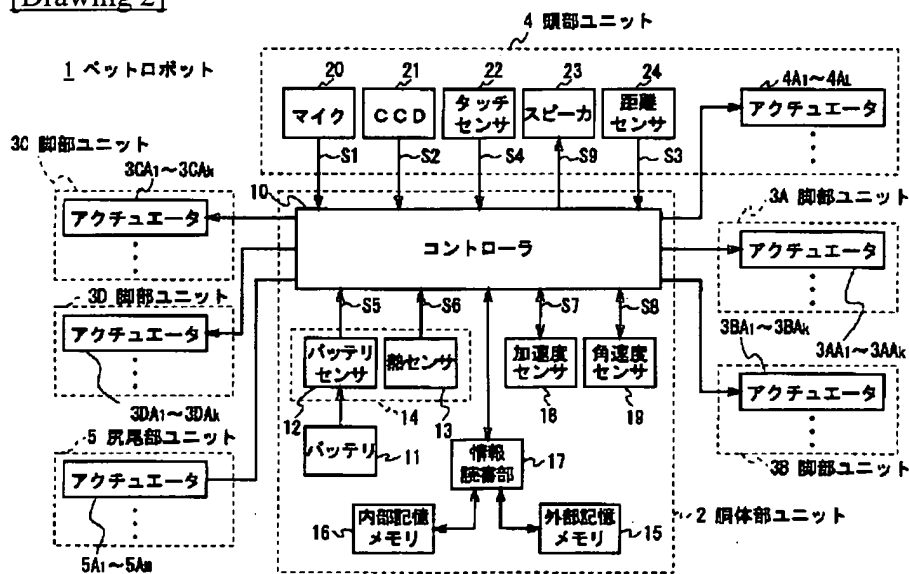 [Drawing 2]
4 頭部ユニット
1 ペットロボット
20
21
22
23
24
4A1〜4AL
マイク
CCD
タッチ
センサ
スピーカ
距離
センサ
アクチュエータ
3C 脚部ユニット
S1
S2
S4
S9
S3
3CA1〜3CAk
10
3A 脚部ユニット
アクチュエータ
コントローラ
アクチュエータ
3D 脚部ユニット
S5
S6
S7
S8
3BA1〜3BAk
3AA1〜3AAk
アクチュエータ
バッテリ
センサ
熱センサ
加速度
センサ
角速度
センサ
アクチュエータ
3DA1〜3DAk
12
14
13
18
19
5 尻尾部ユニット
バッテリ
11
情報
読書部
17
3B 脚部ユニット
アクチュエータ
16
内部記憶
メモリ
外部記憶
メモリ
15
2 胴体部ユニット
5A1〜5Am